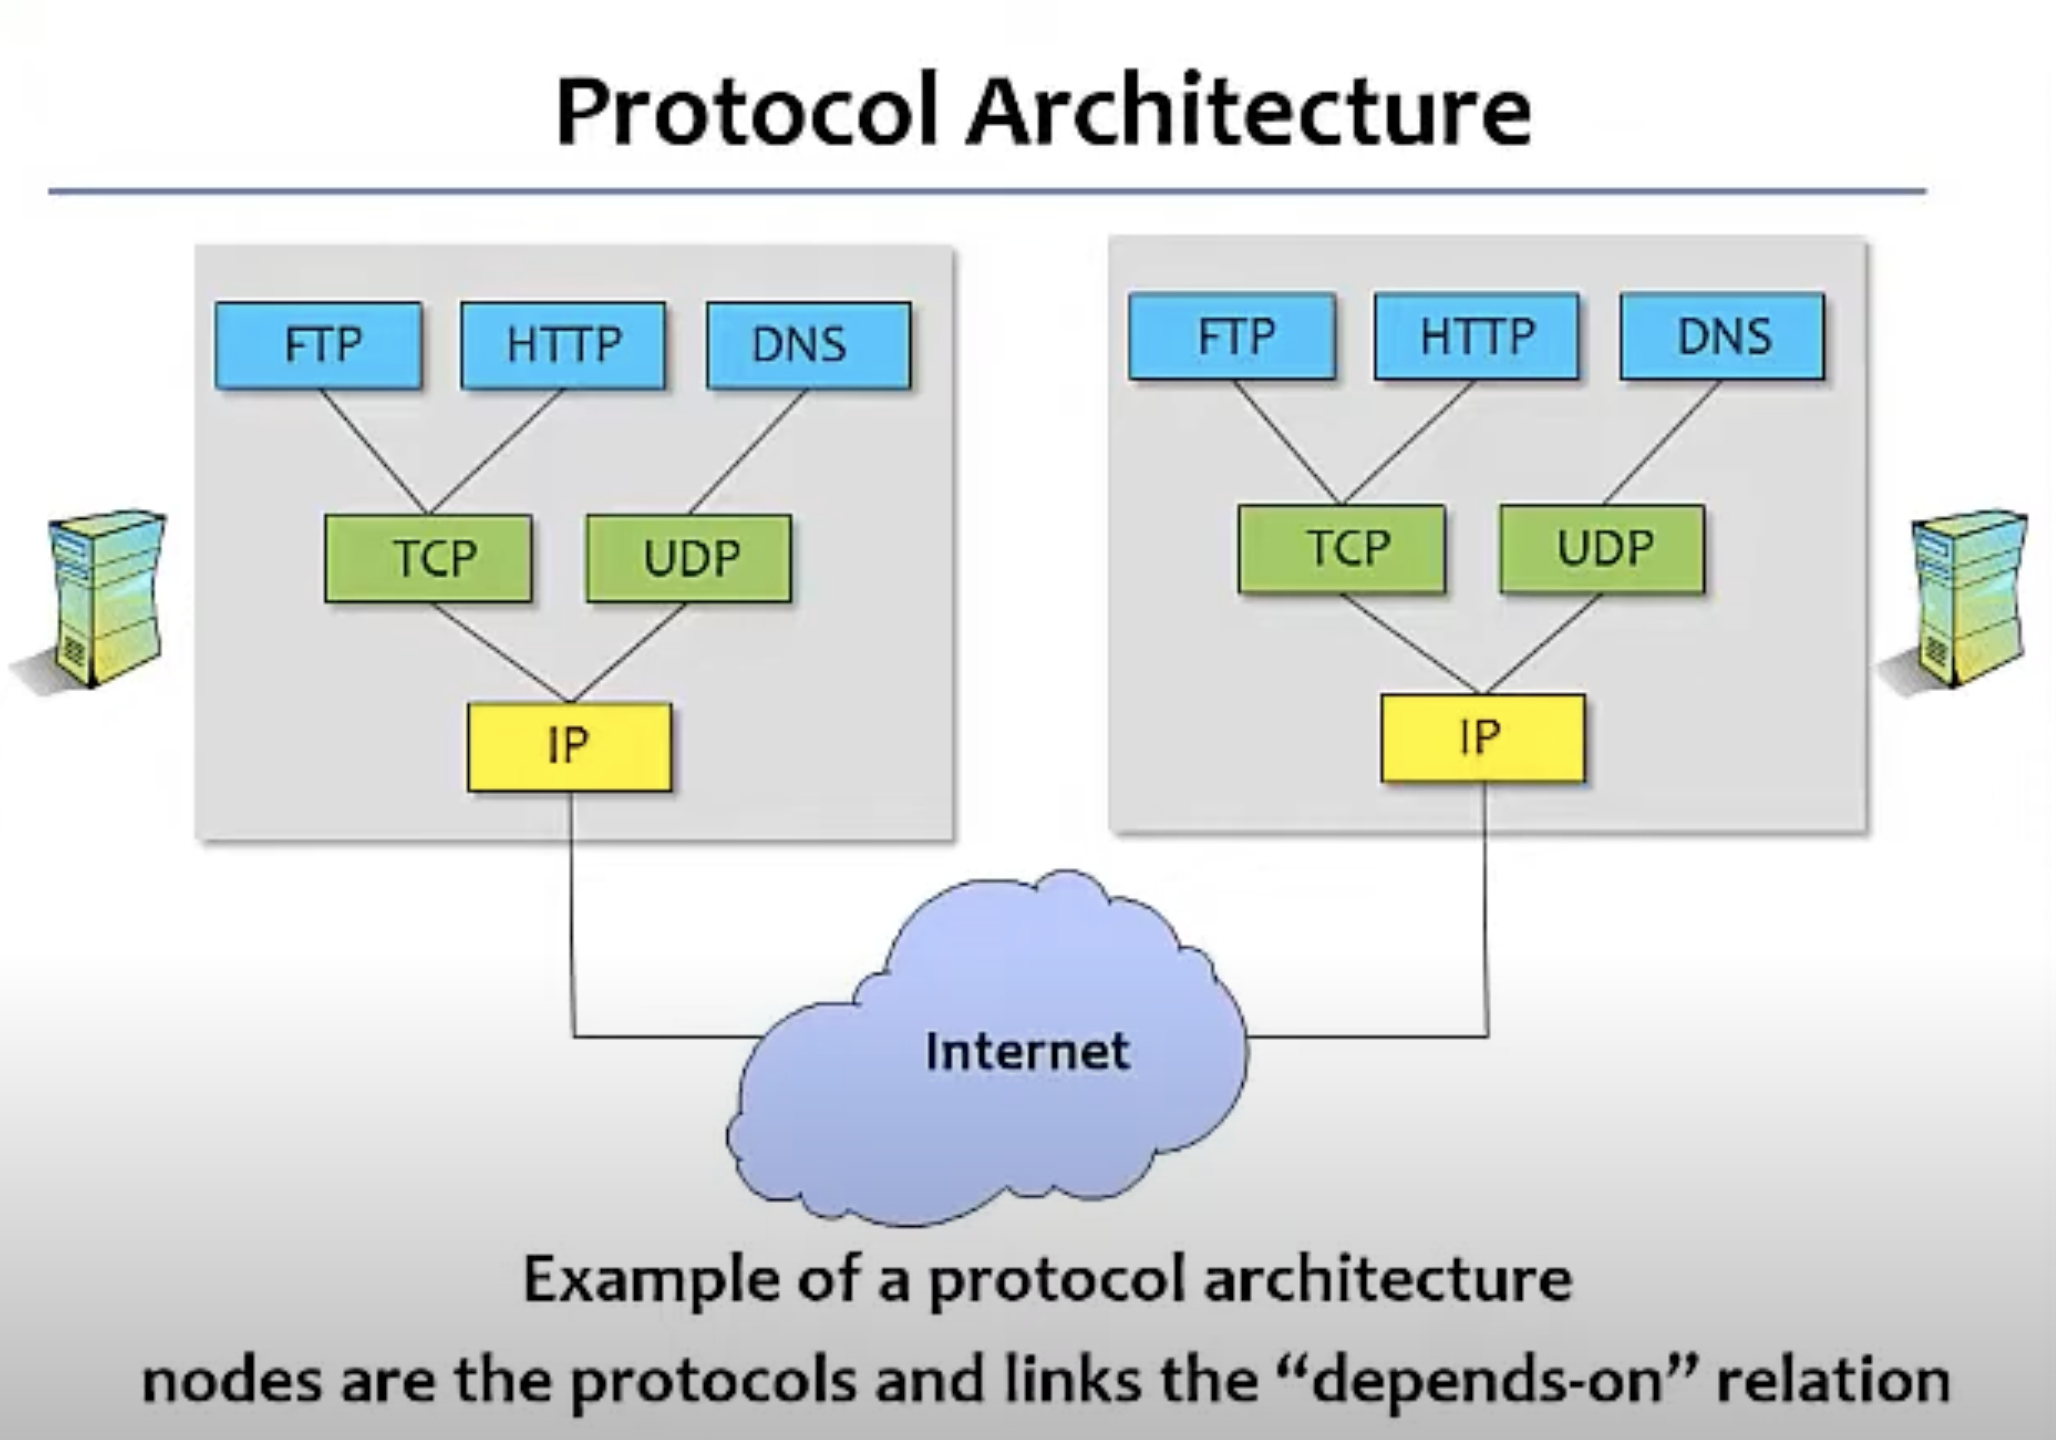 Protocol Architecture
FTP
HTTP
DNS
TCP
UDP
IP
FTP
HTTP
DNS
TCP
UDP
IP
Internet
Example of a protocol architecture
nodes are the protocols and links the “depends-on” relation